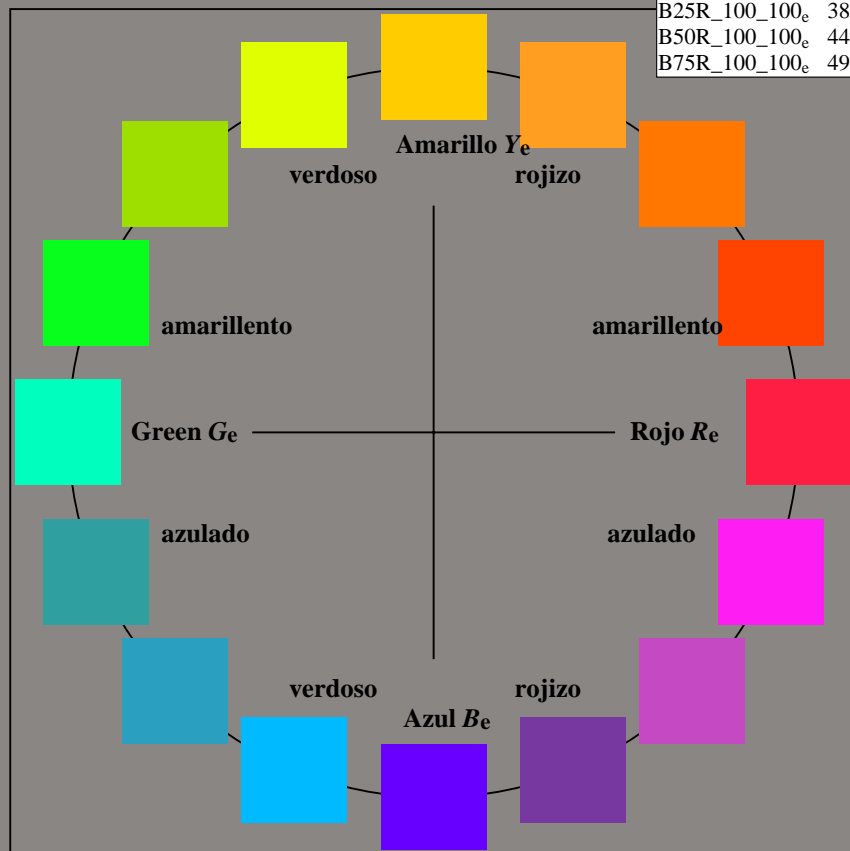 B25R_100_100e 38
B50R_100_100e 44
B75R_100_100e 49
Amarillo Ye
verdoso rojizo
amarillento amarillento
Green Ge Rojo Re
azulado azulado
verdoso rojizo
Azul Be